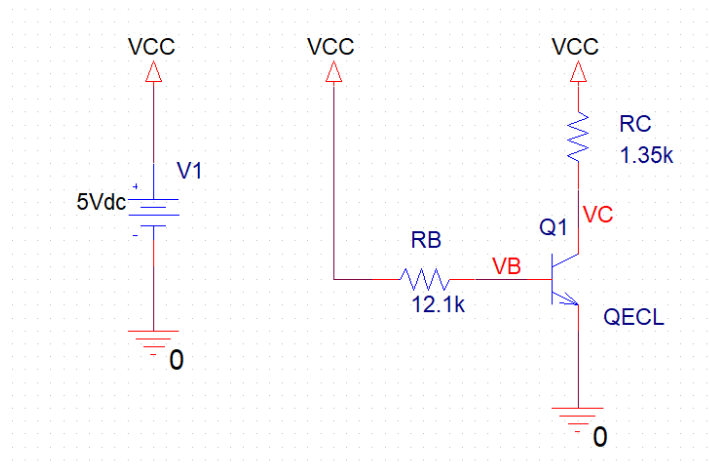 VCC
VCC
VCC
RC
1.35k
V1
+
5Vdc
-
VC
Q1
RB
VB
12.1k
QECL
0
0